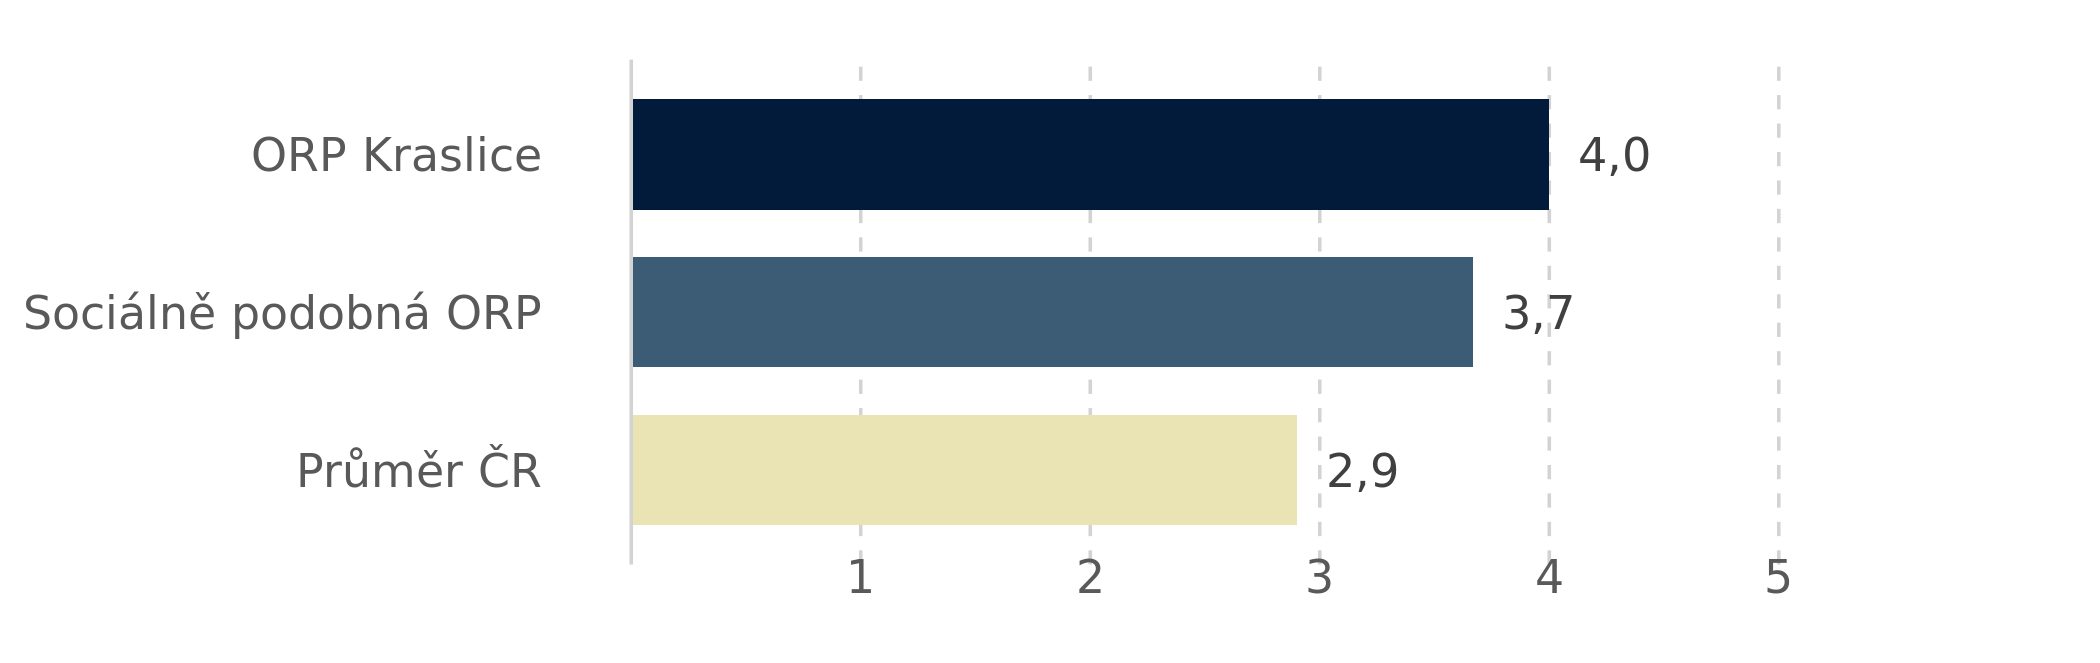 ORP Kraslice 4,0
Sociálně podobná ORP 3,7
Průměr ČR 2,9
1 2 3 4 5